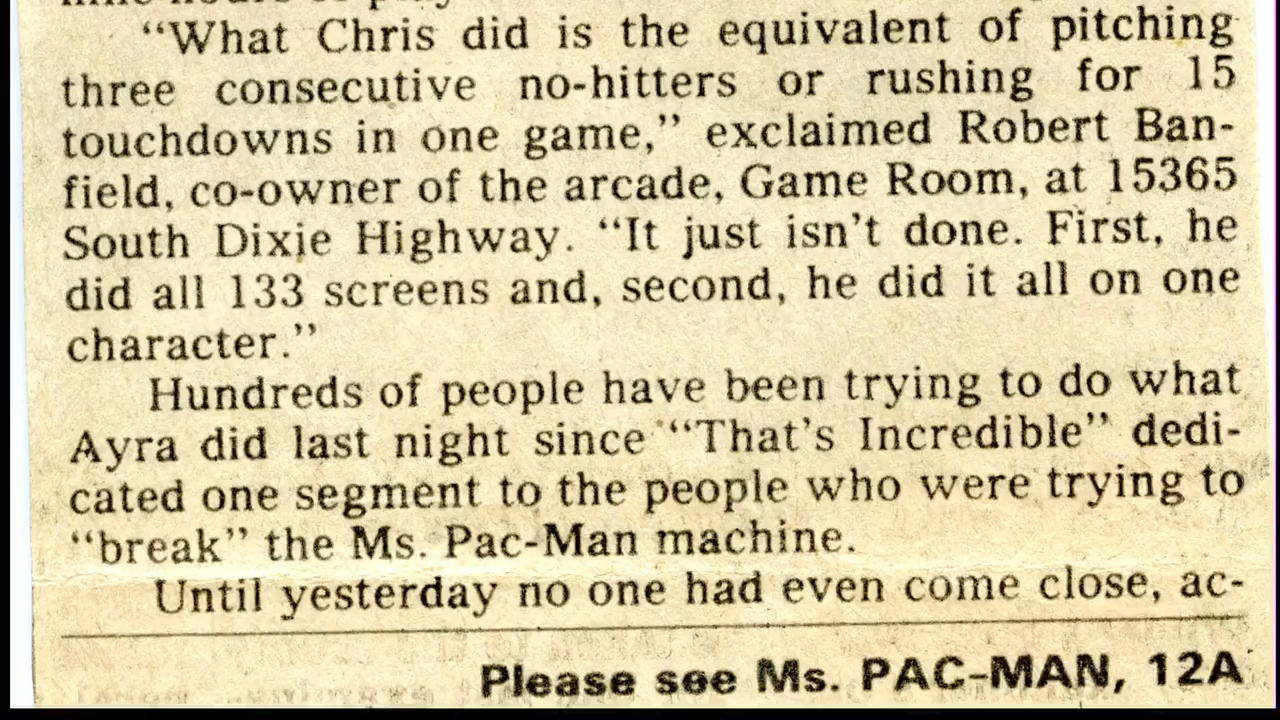 nine hours of play
“What Chris did is the equivalent of pitching
three consecutive no-hitters or rushing for 15
touchdowns in one game,” exclaimed Robert Ban-
field, co-owner of the arcade, Game Room, at 15365
South Dixie Highway. “It just isn’t done. First, he
did all 133 screens and, second, he did it all on one
character.”
Hundreds of people have been trying to do what
Ayra did last night since “That’s Incredible” dedi-
cated one segment to the people who were trying to
“break” the Ms. Pac-Man machine.
Until yesterday no one had even come close, ac-
Please see Ms. PAC-MAN, 12A